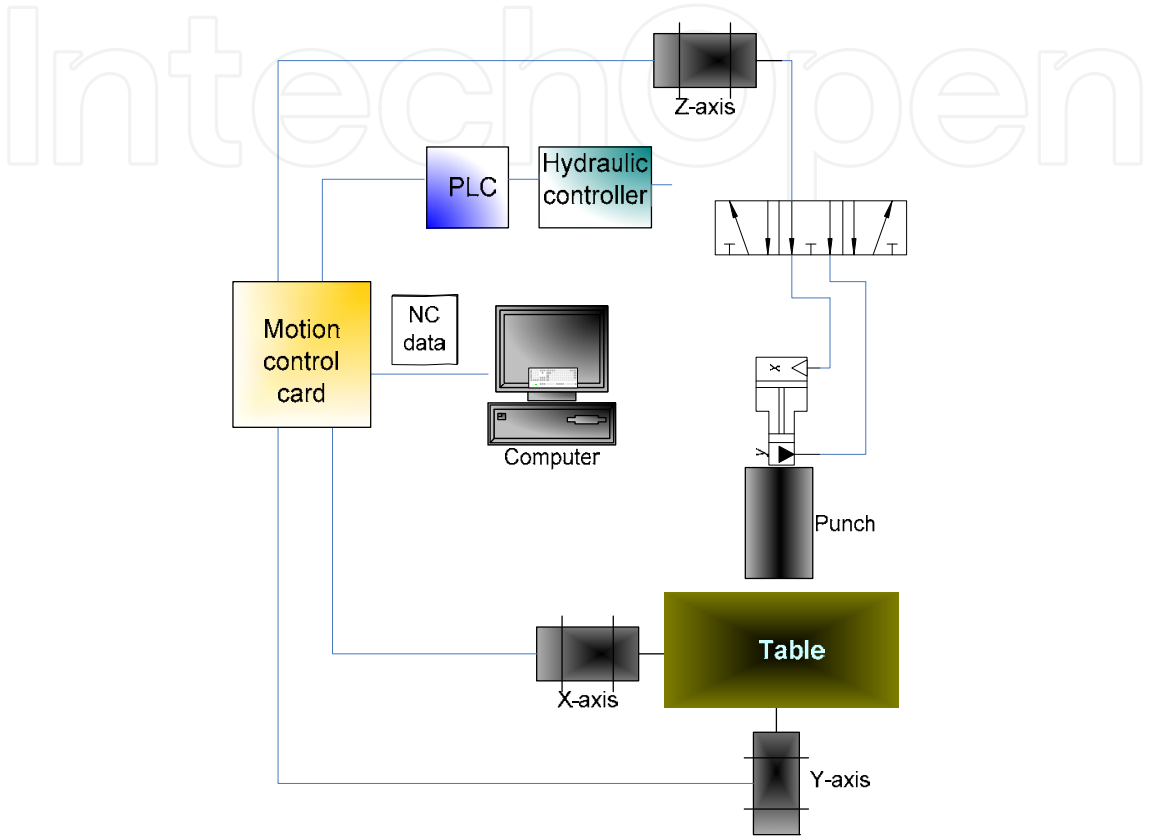 IntechOpen
Z-axis
PLC
Hydraulic
controller
T
T
T
Motion
control
card
NC
data
Computer
x
y
Punch
Table
X-axis
Y-axis